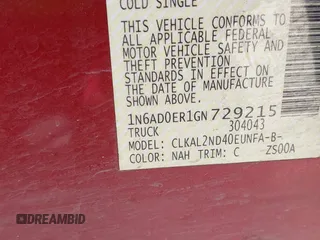 COLD SINGLE
THIS VEHICLE CONFORMS TO
ALL APPLICABLE FEDERAL
MOTOR VEHICLE SAFETY AND
THEFT PREVENTION
STANDARDS IN EFFECT ON
THE DATE OF MANUFACTURE
SHOWN ABOVE.
1N6AD0ER1GN729215
TRUCK 304043
MODEL: CLKAL2ND40EUNFA-B-
COLOR: NAH TRIM: C ZS00A
DREAMBID